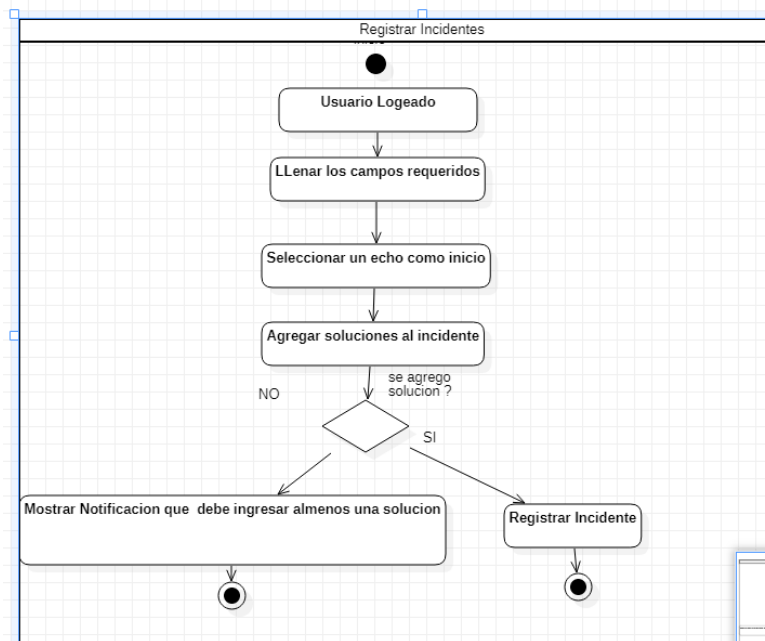 Registrar Incidentes
Usuario Logeado
LLenar los campos requeridos
Seleccionar un echo como inicio
Agregar soluciones al incidente
se agrego
solucion ?
NO
SI
Mostrar Notificacion que debe ingresar almenos una solucion
Registrar Incidente